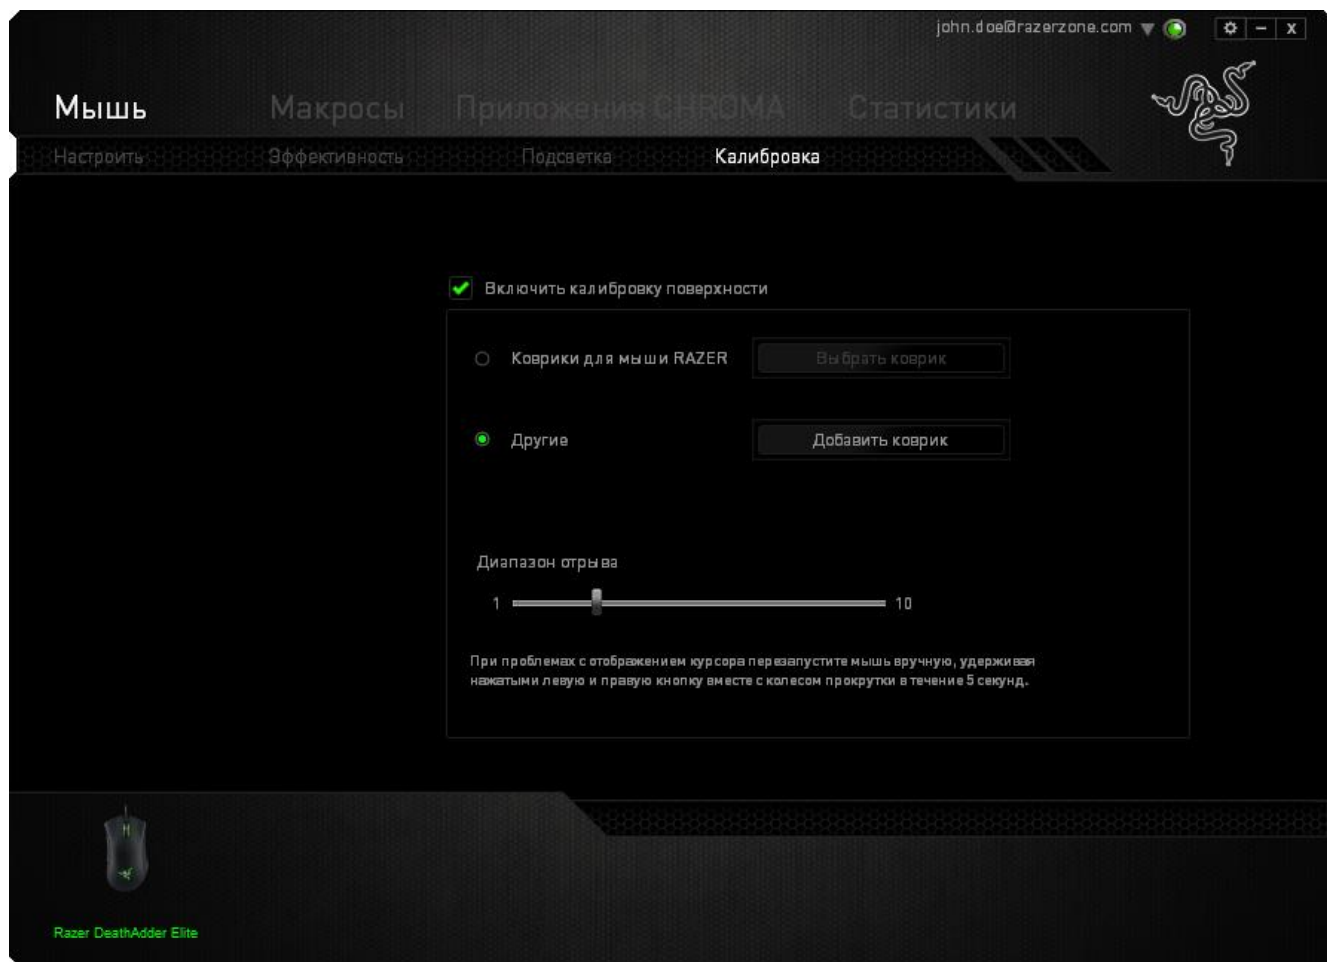 john.doe@razerzone.com
Мышь Макросы Приложения CHROMA Статистики
Настроить Эффективность Подсветка Калибровка
Включить калибровку поверхности
Коврики для мыши RAZER Выбрать коврик
Другие Добавить коврик
Диапазон отрыва
1 10
При проблемах с отображением курсора перезапустите мышь вручную, удерживая
нажатыми левую и правую кнопку вместе с колесом прокрутки в течение 5 секунд.
Razer DeathAdder Elite